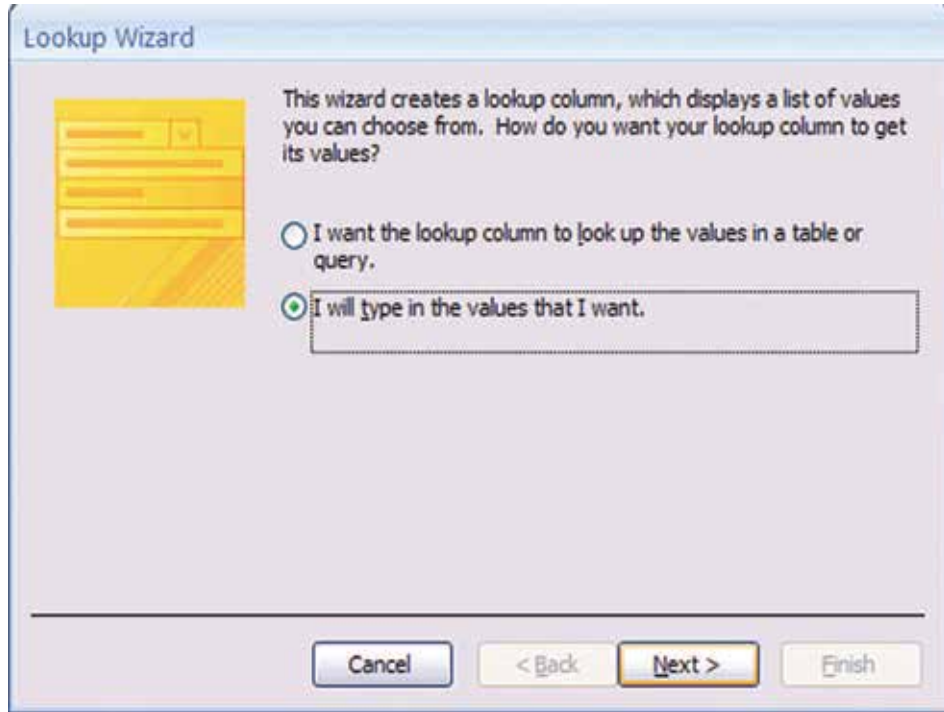 Lookup Wizard
This wizard creates a lookup column, which displays a list of values
you can choose from.  How do you want your lookup column to get
its values?
I want the lookup column to look up the values in a table or
query.
I will type in the values that I want.
Cancel
< Back
Next >
Finish